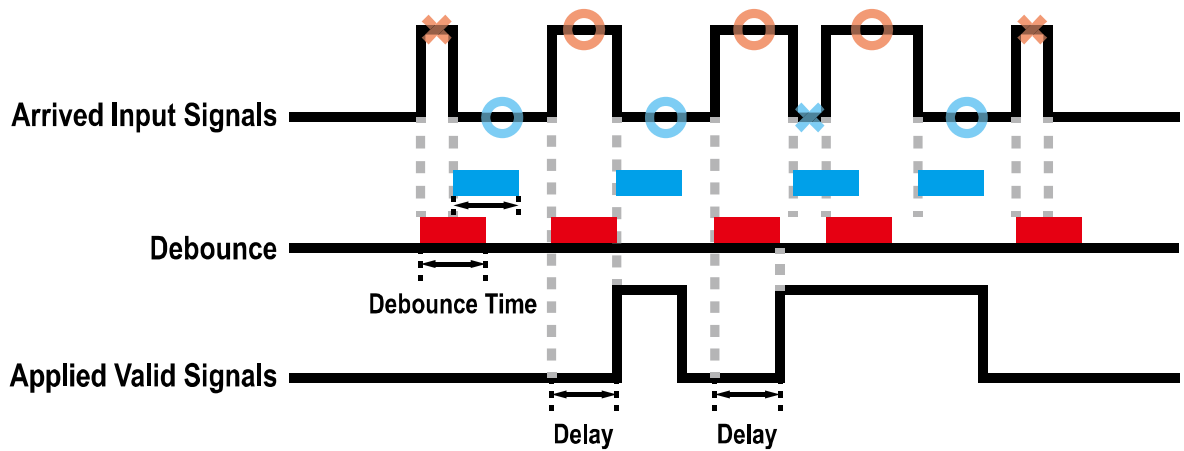 Arrived Input Signals
Debounce
Debounce Time
Applied Valid Signals
Delay
Delay